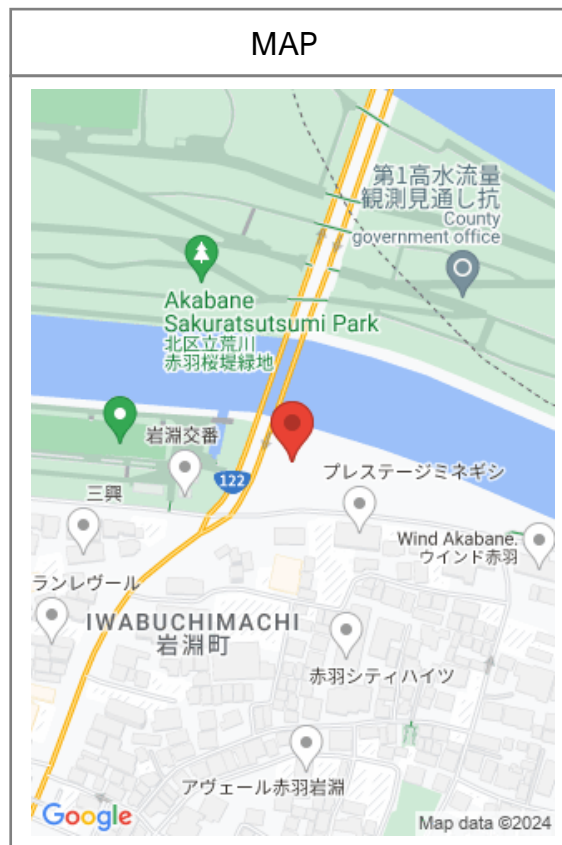 MAP
第1高水流量
観測見通し抗
County
government office
Akabane
Sakuratsutsumi Park
北区立荒川
赤羽桜堤緑地
岩淵交番
122
プレステージミネギシ
三興
Wind Akabane.
ウインド赤羽
ランレヴール
IWABUCHIMACHI
岩淵町
赤羽シティハイツ
アヴェール赤羽岩淵
Google
Map data ©2024